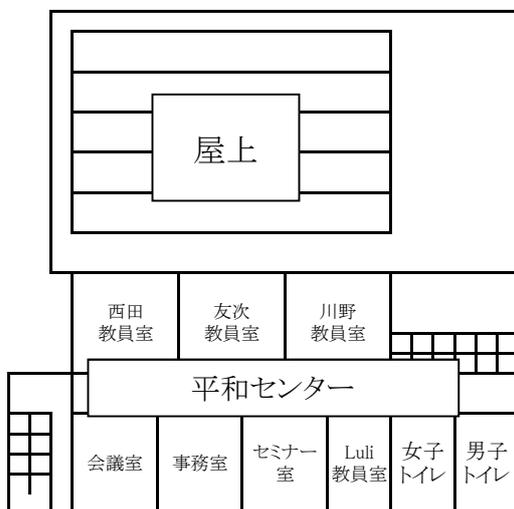 屋上
西田
教員室
友次
教員室
川野
教員室
平和センター
会議室
事務室
セミナー
室
Luli
教員室
女子
トイレ
男子
トイレ